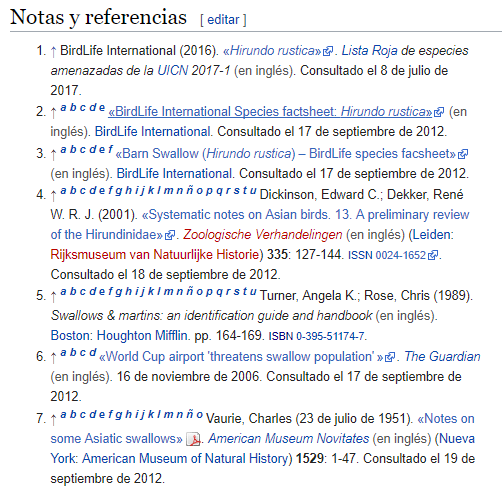 Notas y referencias [ editar ]
1. ↑ BirdLife International (2016). «Hirundo rustica». Lista Roja de especies
amenazadas de la UICN 2017-1 (en inglés). Consultado el 8 de julio de
2017.
2. ↑ a b c d e «BirdLife International Species factsheet: Hirundo rustica» (en
inglés). BirdLife International. Consultado el 17 de septiembre de 2012.
3. ↑ a b c d e f «Barn Swallow (Hirundo rustica) – BirdLife species facsheet»
(en inglés). BirdLife International. Consultado el 17 de septiembre de 2012.
4. ↑ a b c d e f g h i j k l m n ñ o p q r s t u Dickinson, Edward C.; Dekker, René
W. R. J. (2001). «Systematic notes on Asian birds. 13. A preliminary review
of the Hirundinidae». Zoologische Verhandelingen (en inglés) (Leiden:
Rijksmuseum van Natuurlijke Historie) 335: 127-144. ISSN 0024-1652.
Consultado el 18 de septiembre de 2012.
5. ↑ a b c d e f g h i j k l m n ñ o p q r s t u Turner, Angela K.; Rose, Chris (1989).
Swallows & martins: an identification guide and handbook (en inglés).
Boston: Houghton Mifflin. pp. 164-169. ISBN 0-395-51174-7.
6. ↑ a b c d «World Cup airport 'threatens swallow population' ». The Guardian
(en inglés). 16 de noviembre de 2006. Consultado el 17 de septiembre de
2012.
7. ↑ a b c d e f g h i j k l m n ñ o Vaurie, Charles (23 de julio de 1951). «Notes on
some Asiatic swallows». American Museum Novitates (en inglés) (Nueva
York: American Museum of Natural History) 1529: 1-47. Consultado el 19 de
septiembre de 2012.